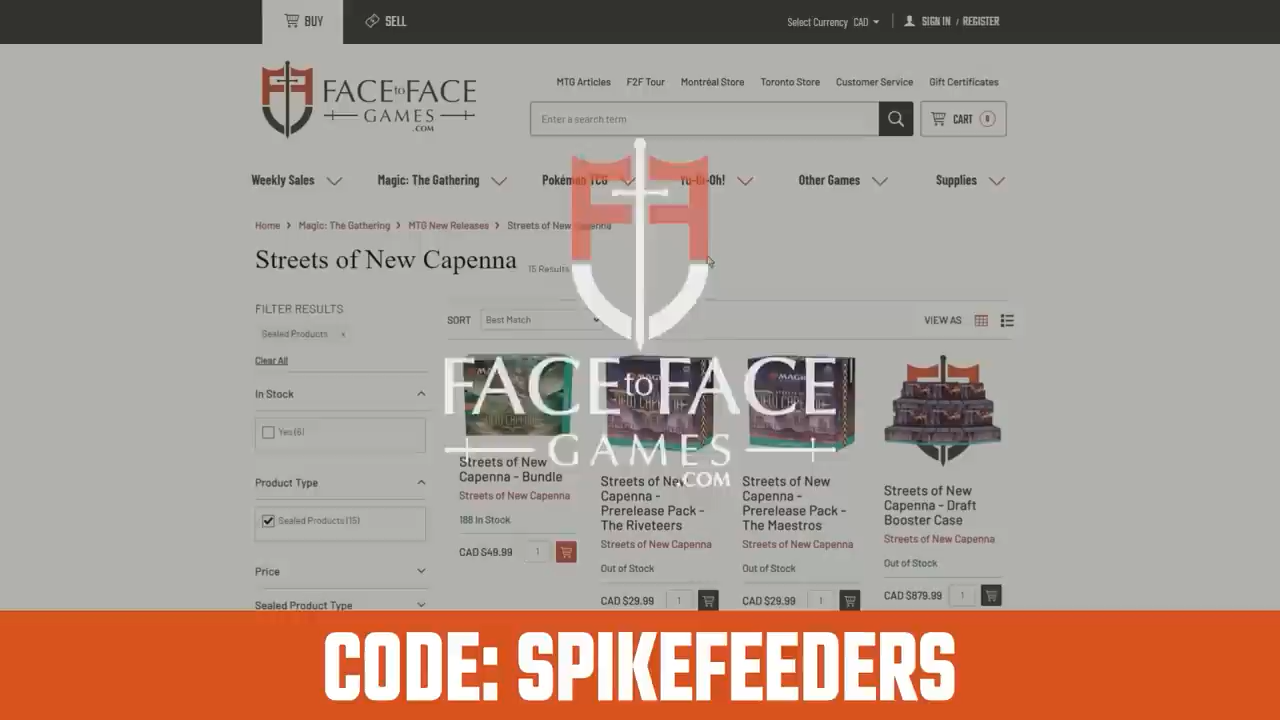 BUY
SELL
Select Currency CAD
SIGN IN / REGISTER
FACE to FACE
GAMES
.COM
MTG Articles
F2F Tour
Montréal Store
Toronto Store
Customer Service
Gift Certificates
Enter a search term
CART 0
Weekly Sales
Magic: The Gathering
Pokémon TCG
Yu-Gi-Oh!
Other Games
Supplies
Home > Magic: The Gathering > MTG New Releases > Streets of New Capenna
Streets of New Capenna
15 Results
FILTER RESULTS
Sealed Products x
Clear All
In Stock
Yes (6)
Product Type
Sealed Products (15)
Price
Sealed Product Type
SORT
Best Match
VIEW AS
FACE to FACE
GAMES
.COM
Streets of New
Capenna - Bundle
Streets of New Capenna
188 In Stock
CAD $49.99
1
Streets of New
Capenna -
Prerelease Pack -
The Riveteers
Streets of New Capenna
Out of Stock
CAD $29.99
1
Streets of New
Capenna -
Prerelease Pack -
The Maestros
Streets of New Capenna
Out of Stock
CAD $29.99
1
Streets of New
Capenna - Draft
Booster Case
Streets of New Capenna
Out of Stock
CAD $879.99
1
CODE: SPIKEFEEDERS